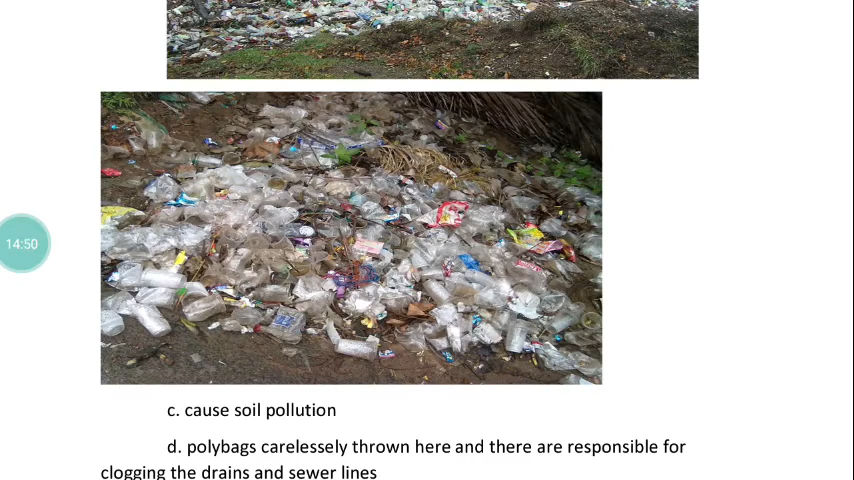 14:50
c. cause soil pollution
d. polybags carelessely thrown here and there are responsible for
clogging the drains and sewer lines